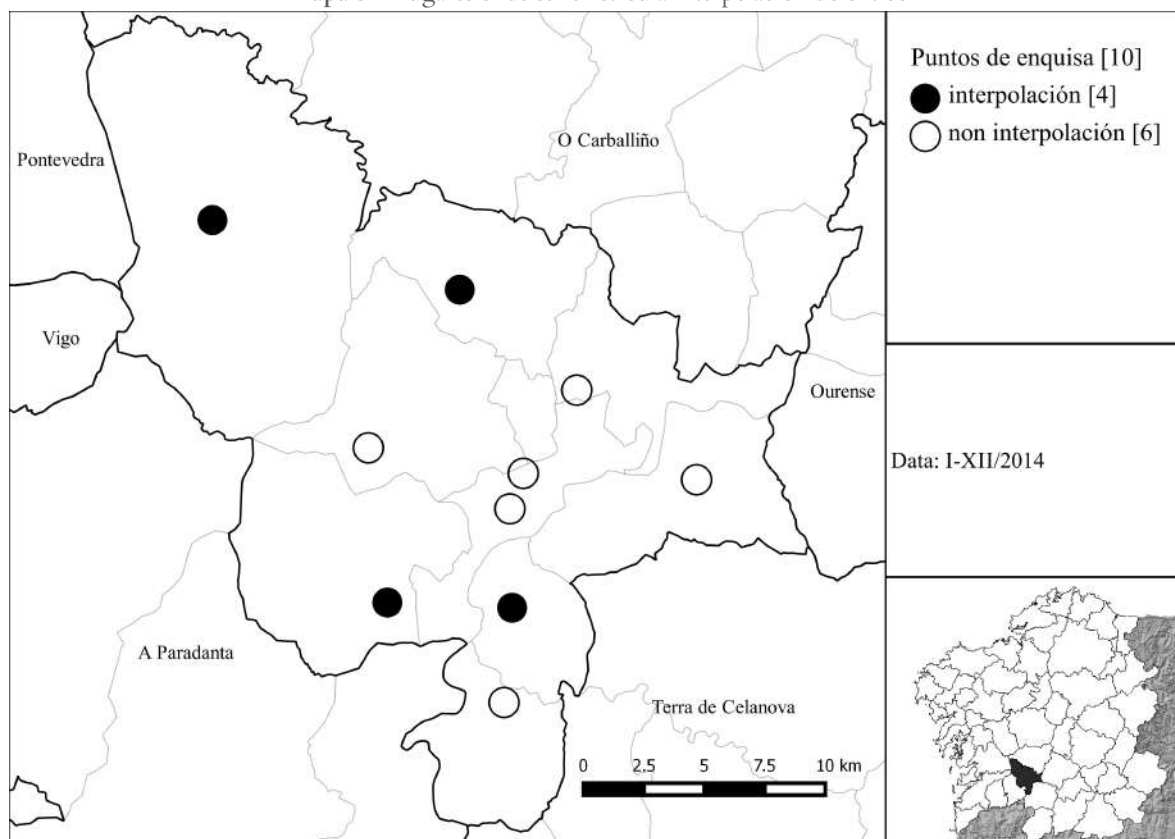 Puntos de enquisa [10]
interpolación [4]
non interpolación [6]
O Carballiño
Pontevedra
Vigo
Ourense
Data: I-XII/2014
A Paradanta
Terra de Celanova
0 2,5 5 7,5 10 km